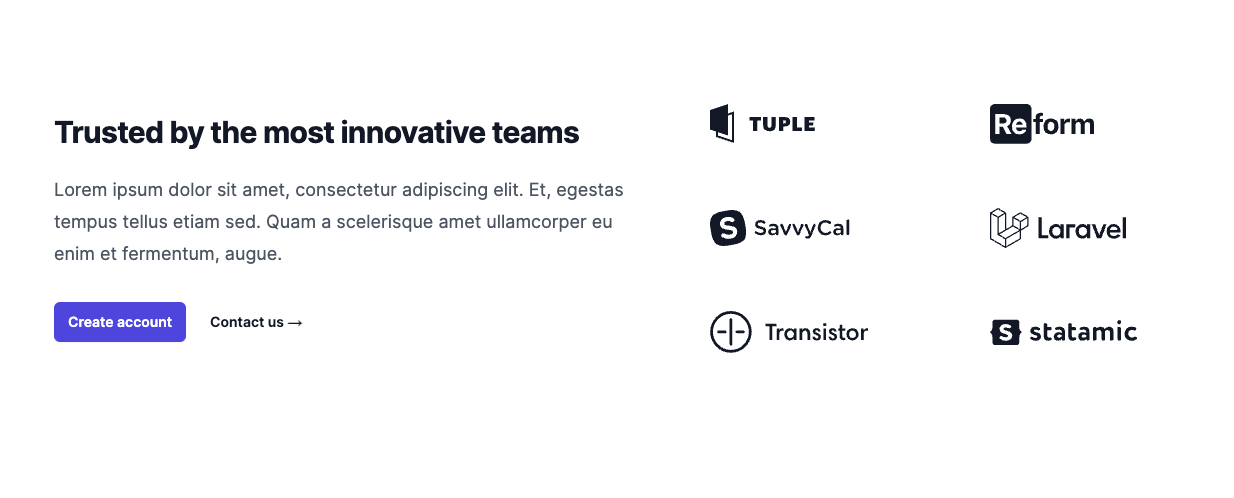 Trusted by the most innovative teams
Lorem ipsum dolor sit amet, consectetur adipiscing elit. Et, egestas
tempus tellus etiam sed. Quam a scelerisque amet ullamcorper eu
enim et fermentum, augue.
Create account
Contact us →
TUPLE
Reform
S SavvyCal
Laravel
Transistor
S statamic